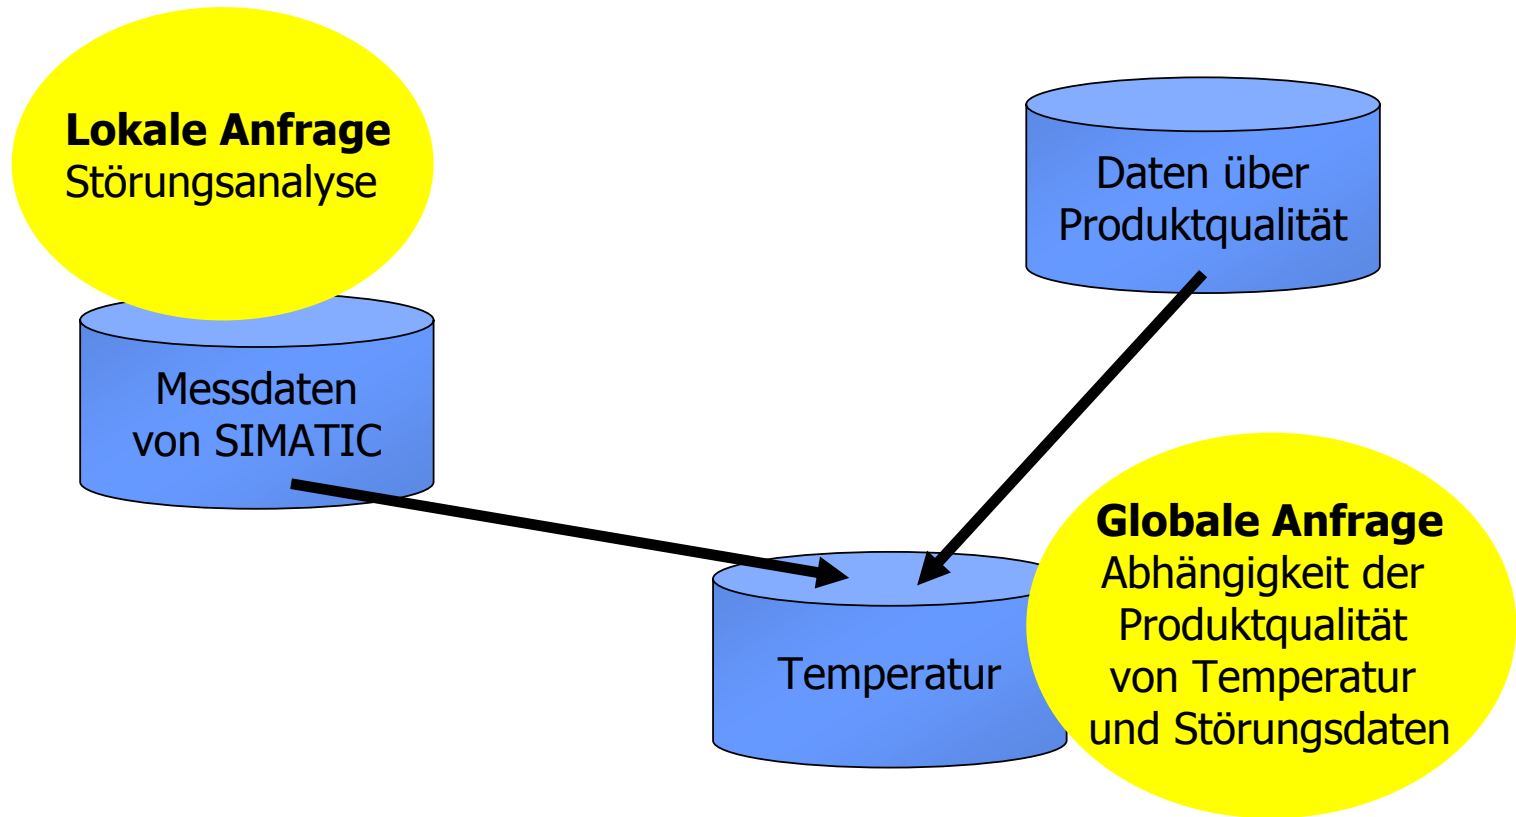 Lokale Anfrage
Störungsanalyse
Daten über
Produktqualität
Messdaten
von SIMATIC
Temperatur
Globale Anfrage
Abhängigkeit der
Produktqualität
von Temperatur
und Störungsdaten